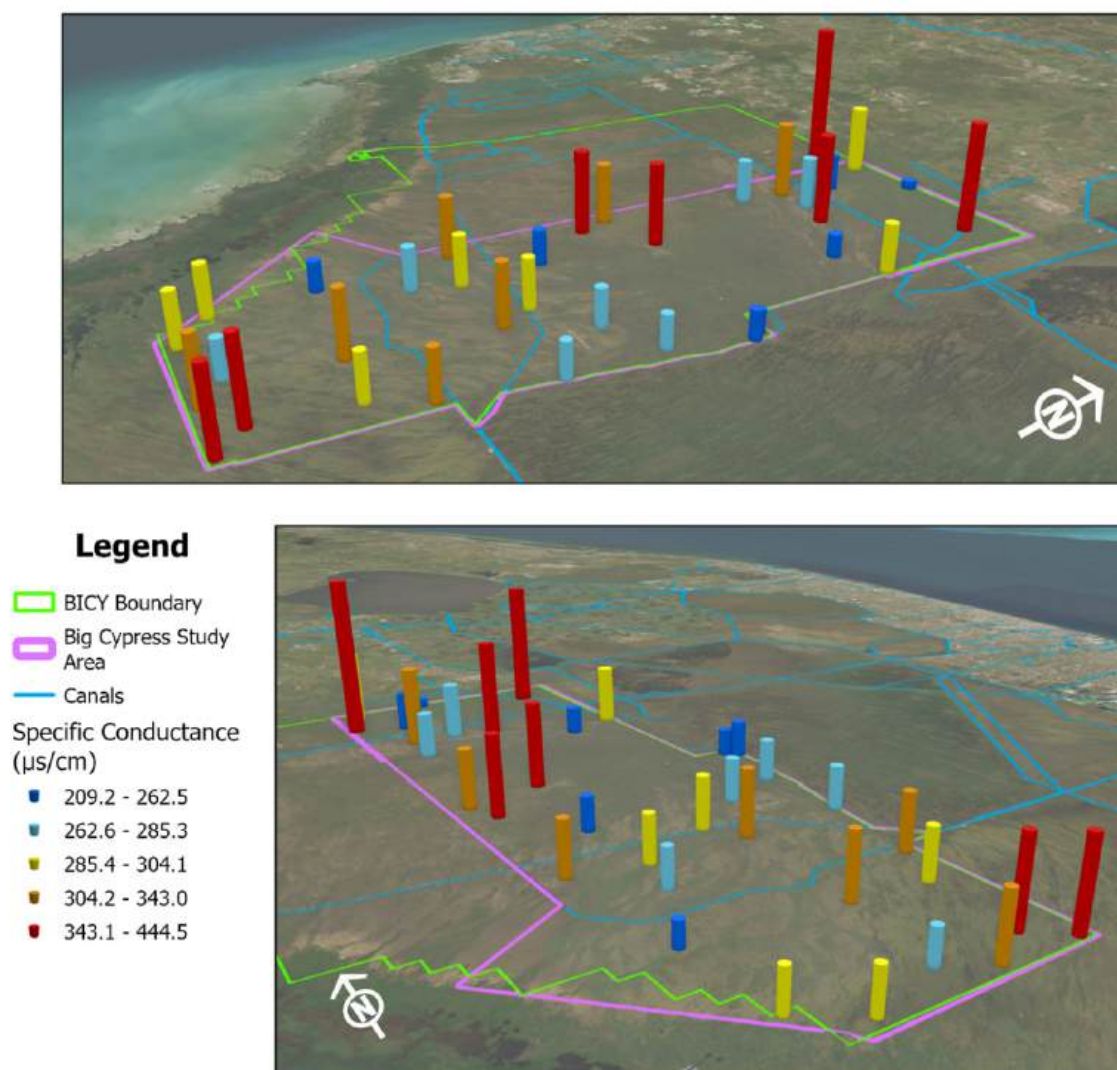 N
Legend
BICY Boundary
Big Cypress Study
Area
Canals
Specific Conductance
(µs/cm)
209.2 - 262.5
262.6 - 285.3
285.4 - 304.1
304.2 - 343.0
343.1 - 444.5
N